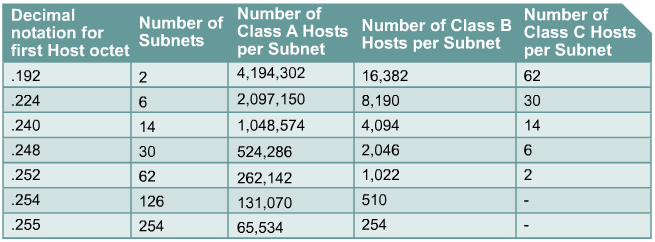 Decimal notation for first Host octet | Number of Subnets | Number of Class A Hosts per Subnet | Number of Class B Hosts per Subnet | Number of Class C Hosts per Subnet
.192 2 4,194,302 16,382 62
.224 6 2,097,150 8,190 30
.240 14 1,048,574 4,094 14
.248 30 524,286 2,046 6
.252 62 262,142 1,022 2
.254 126 131,070 510 -
.255 254 65,534 254 -